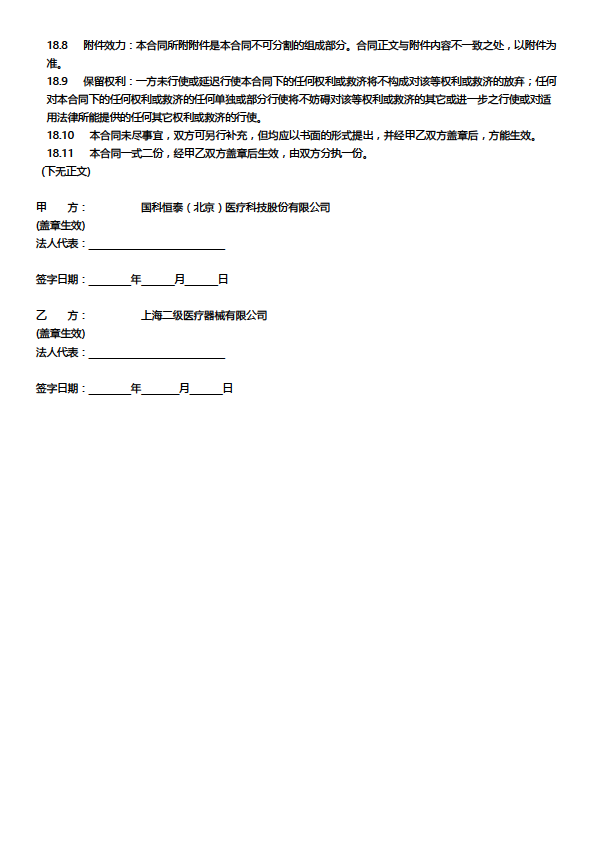 18.8 附件效力：本合同所附附件是本合同不可分割的组成部分。合同正文与附件内容不一致之处，以附件为
准。
18.9 保留权利：一方未行使或延迟行使本合同下的任何权利或救济将不构成对该等权利或救济的放弃；任何
对本合同下的任何权利或救济的任何单独或部分行使将不妨碍对该等权利或救济的其它或进一步之行使或对适
用法律所能提供的任何其它权利或救济的行使。
18.10 本合同未尽事宜，双方可另行补充，但均应以书面的形式提出，并经甲乙双方盖章后，方能生效。
18.11 本合同一式二份，经甲乙双方盖章后生效，由双方分执一份。
(下无正文)
甲 方： 国科恒泰（北京）医疗科技股份有限公司
(盖章生效)
法人代表：__________________________
签字日期：________年______月______日
乙 方： 上海二级医疗器械有限公司
(盖章生效)
法人代表：__________________________
签字日期：________年_______月______日